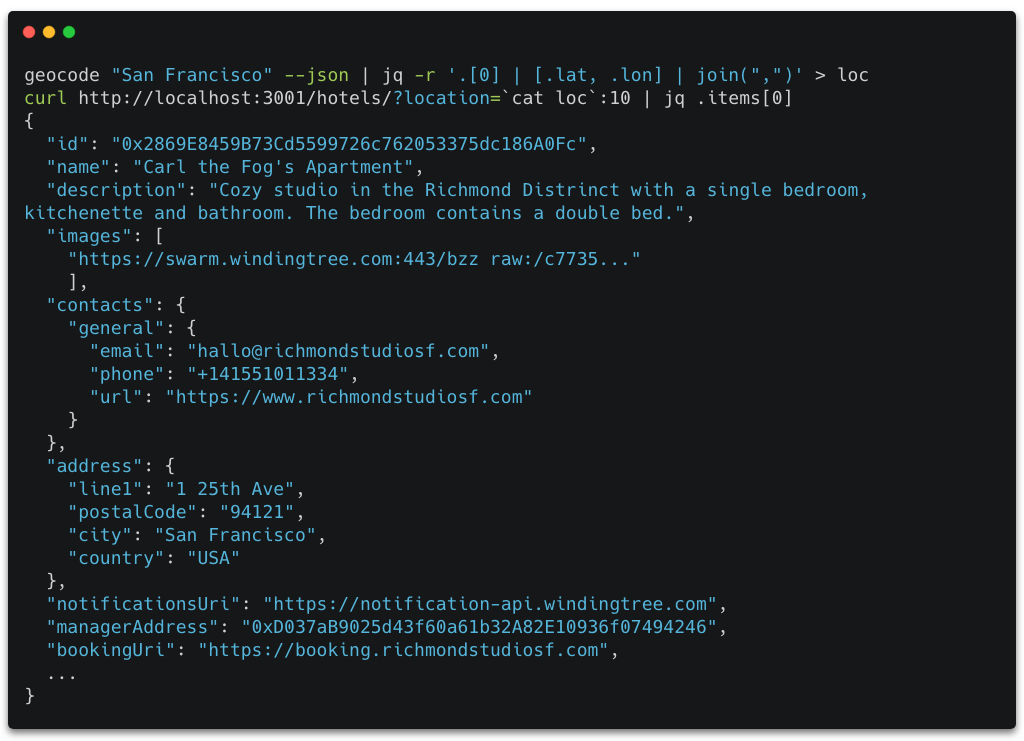 geocode "San Francisco" --json | jq -r '.[0] | [.lat, .lon] | join(",")' > loc
curl http://localhost:3001/hotels/?location=`cat loc`:10 | jq .items[0]
{
  "id": "0x2869E8459B73Cd5599726c762053375dc186A0Fc",
  "name": "Carl the Fog's Apartment",
  "description": "Cozy studio in the Richmond Distrinct with a single bedroom,
kitchenette and bathroom. The bedroom contains a double bed.",
  "images": [
    "https://swarm.windingtree.com:443/bzz raw:/c7735..."
    ],
  "contacts": {
    "general": {
      "email": "hallo@richmondstudiosf.com",
      "phone": "+141551011334",
      "url": "https://www.richmondstudiosf.com"
    }
  },
  "address": {
    "line1": "1 25th Ave",
    "postalCode": "94121",
    "city": "San Francisco",
    "country": "USA"
  },
  "notificationsUri": "https://notification-api.windingtree.com",
  "managerAddress": "0xD037aB9025d43f60a61b32A82E10936f07494246",
  "bookingUri": "https://booking.richmondstudiosf.com",
  ...
}